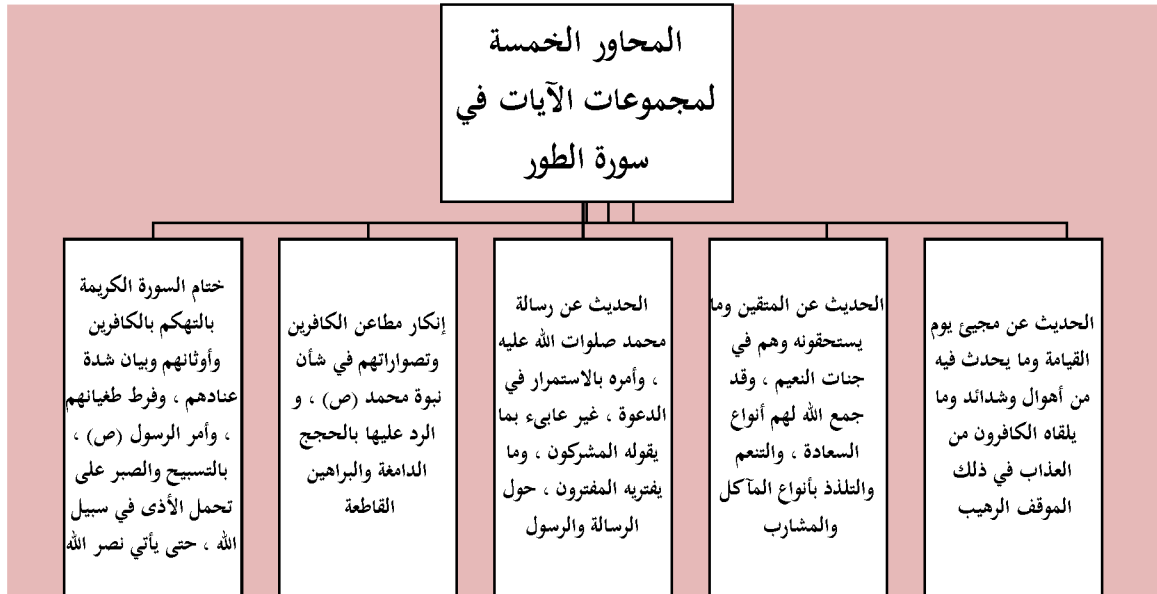 المحاور الخمسة
لمجموعات الآيات في
سورة الطور
الحديث عن مجيئ يوم
القيامة وما يحدث فيه
من أهوال وشدائد وما
يلقاه الكافرون من
العذاب في ذلك
الموقف الرهيب
الحديث عن المتقين وما
يستحقونه وهم في
جنات النعيم ، وقد
جمع الله لهم أنواع
السعادة ، والتنعم
والتلذذ بأنواع المآكل
والمشارب
الحديث عن رسالة
محمد صلوات الله عليه
، وأمره بالاستمرار في
الدعوة ، غير عابىء بما
يقوله المشركون ، وما
يفتريه المفترون ، حول
الرسالة والرسول
إنكار مطاعن الكافرين
وتصواراتهم في شأن
نبوة محمد (ص) ، و
الرد عليها بالحجج
الدامغة والبراهين
القاطعة
ختام السورة الكريمة
بالتهكم بالكافرين
وأوثانهم وبيان شدة
عنادهم ، وفرط طغيانهم
، وأمر الرسول (ص) ،
بالتسبيح والصبر على
تحمل الأذى في سبيل
الله ، حتى يأتي نصر الله